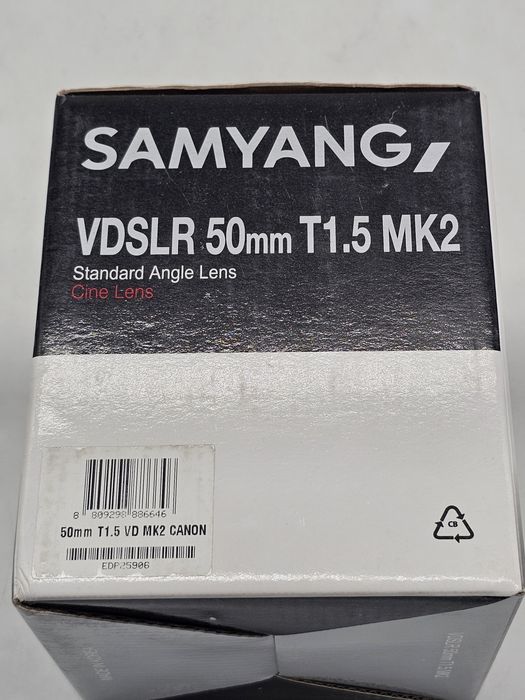 SAMYANG
VDSLR 50mm T1.5 MK2
Standard Angle Lens
Cine Lens
8 809298 886646
50mm T1.5 VD MK2 CANON
EDP25906
CB